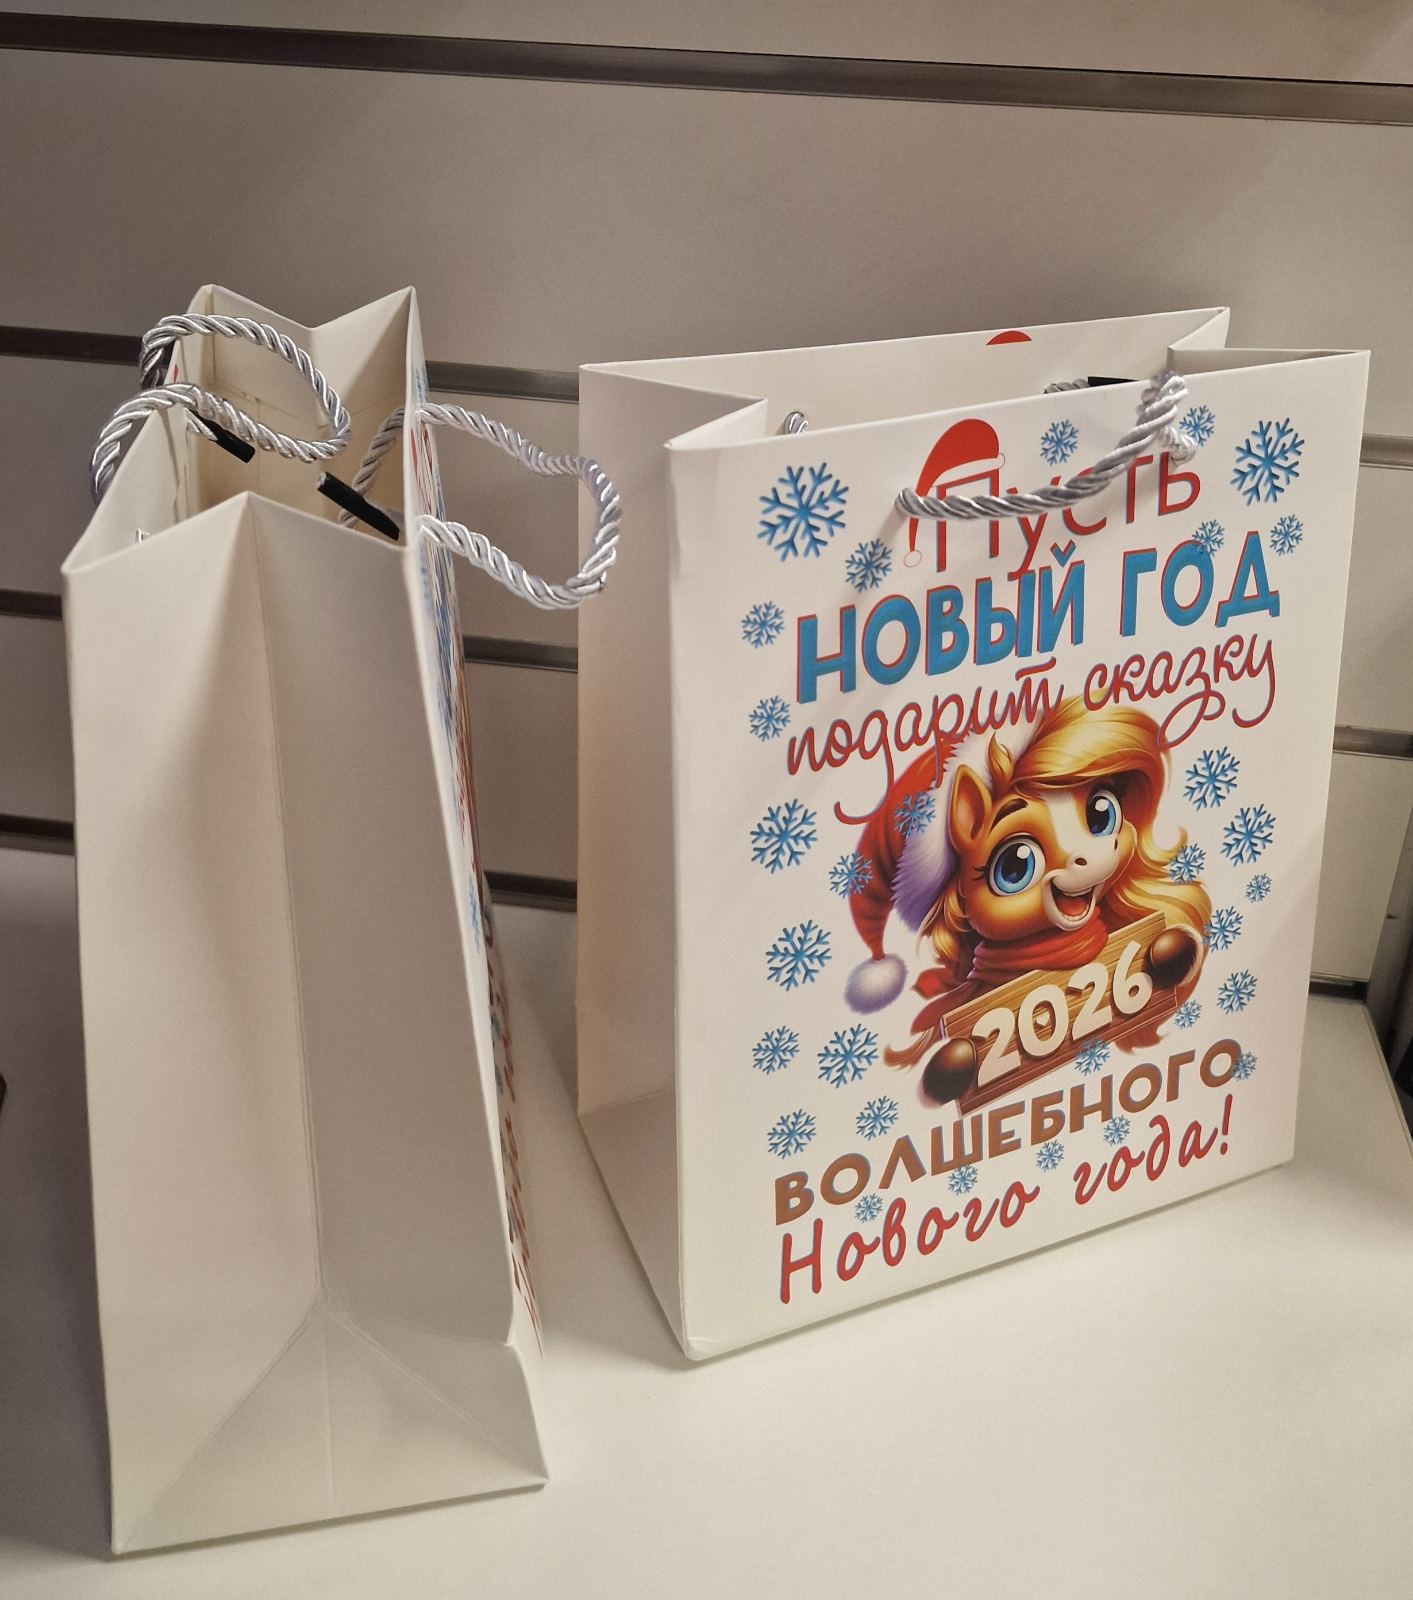 Пусть
НОВЫЙ ГОД
подарит сказку
2026
ВОЛШЕБНОГО
Нового года!